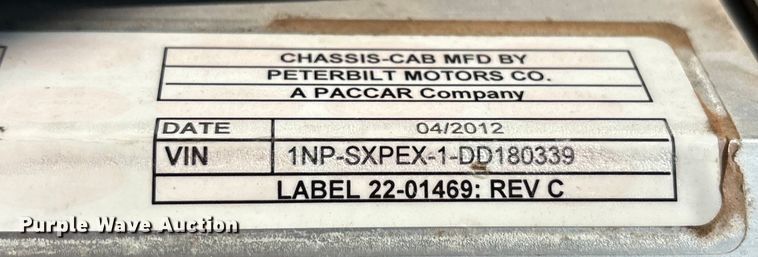 CHASSIS-CAB MFD BY
PETERBILT MOTORS CO.
A PACCAR Company
DATE 04/2012
VIN 1NP-SXPEX-1-DD180339
LABEL 22-01469: REV C
Purple Wave Auction